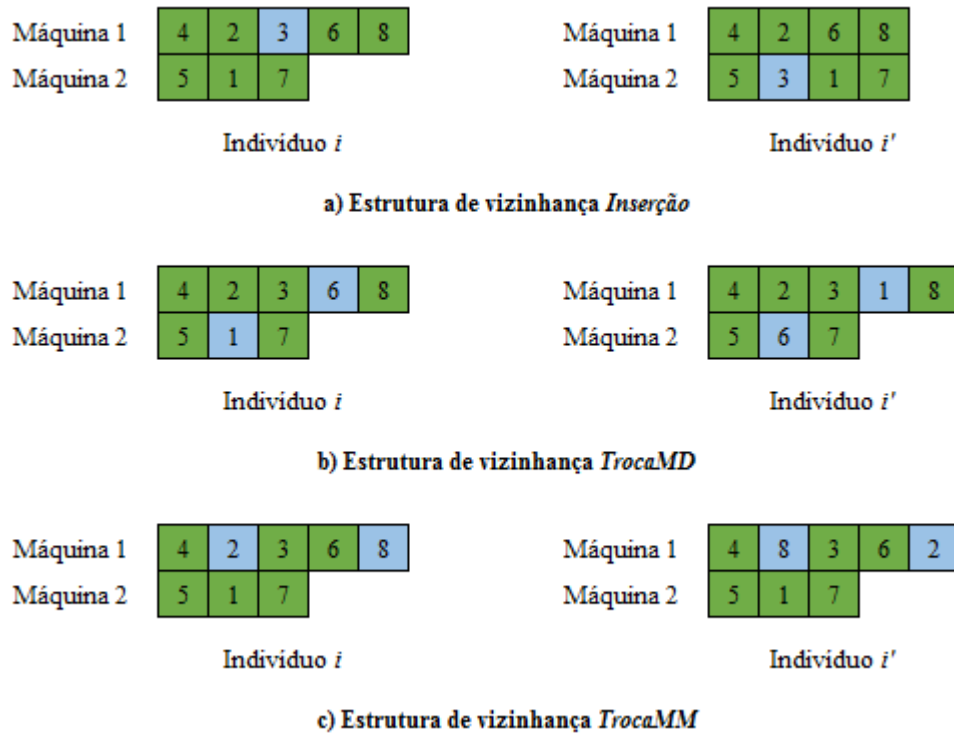 Máquina 1 4 2 3 6 8 Máquina 1 4 2 6 8
Máquina 2 5 1 7 Máquina 2 5 3 1 7
Indivíduo i Indivíduo i'
a) Estrutura de vizinhança Inserção
Máquina 1 4 2 3 6 8 Máquina 1 4 2 3 1 8
Máquina 2 5 1 7 Máquina 2 5 6 7
Indivíduo i Indivíduo i'
b) Estrutura de vizinhança TrocaMD
Máquina 1 4 2 3 6 8 Máquina 1 4 8 3 6 2
Máquina 2 5 1 7 Máquina 2 5 1 7
Indivíduo i Indivíduo i'
c) Estrutura de vizinhança TrocaMM